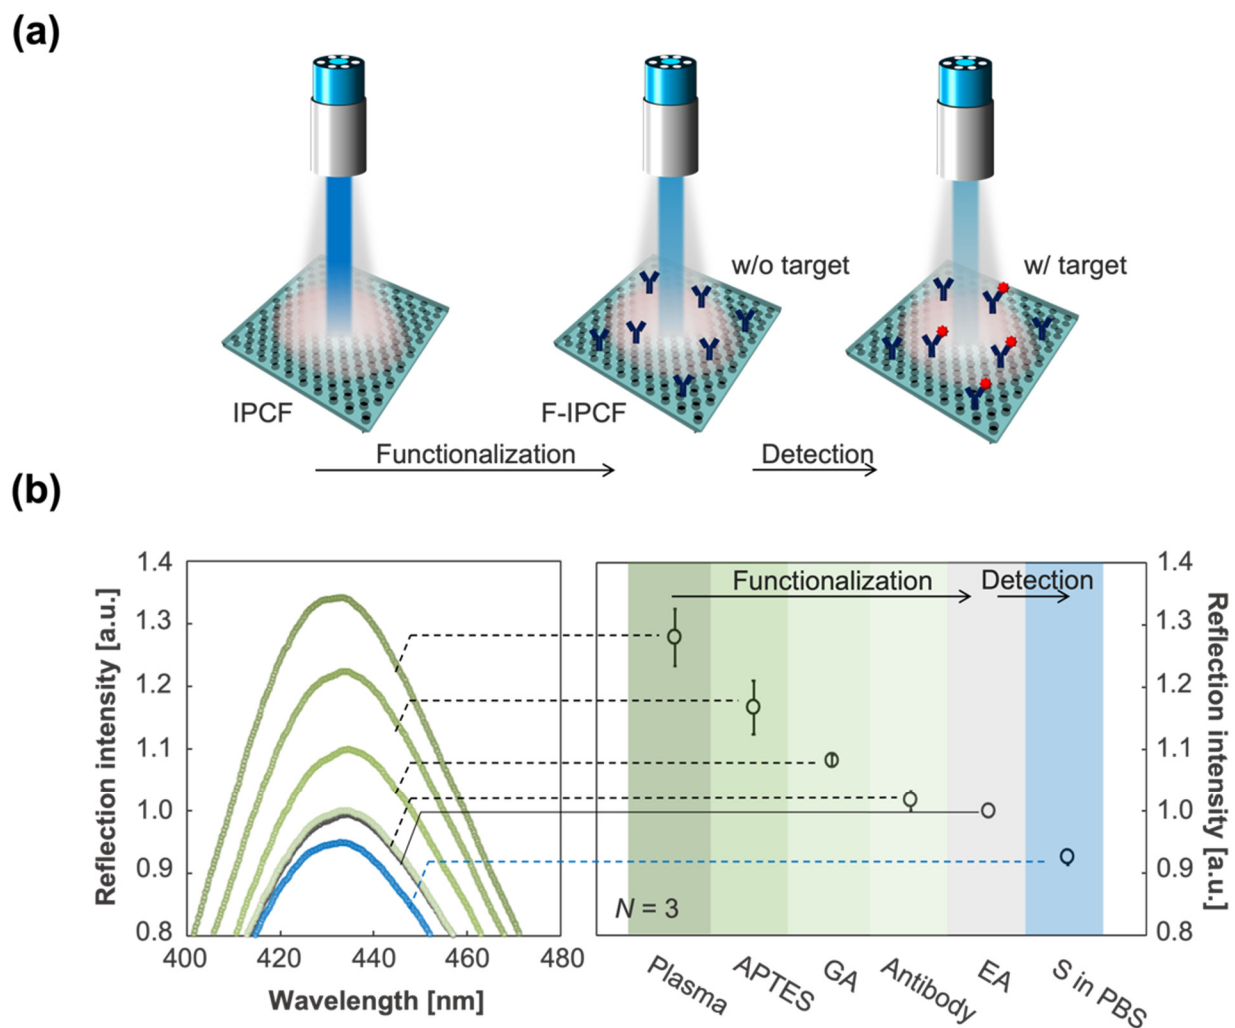 (a)
w/o target
w/ target
IPCF
F-IPCF
Functionalization
Detection
(b)
Reflection intensity [a.u.]
1.4
1.3
1.2
1.1
1.0
0.9
0.8
400
420
440
460
480
Wavelength [nm]
Functionalization
Detection
N = 3
Plasma
APTES
GA
Antibody
EA
S in PBS
1.4
1.3
1.2
1.1
1.0
0.9
0.8
Reflection intensity [a.u.]